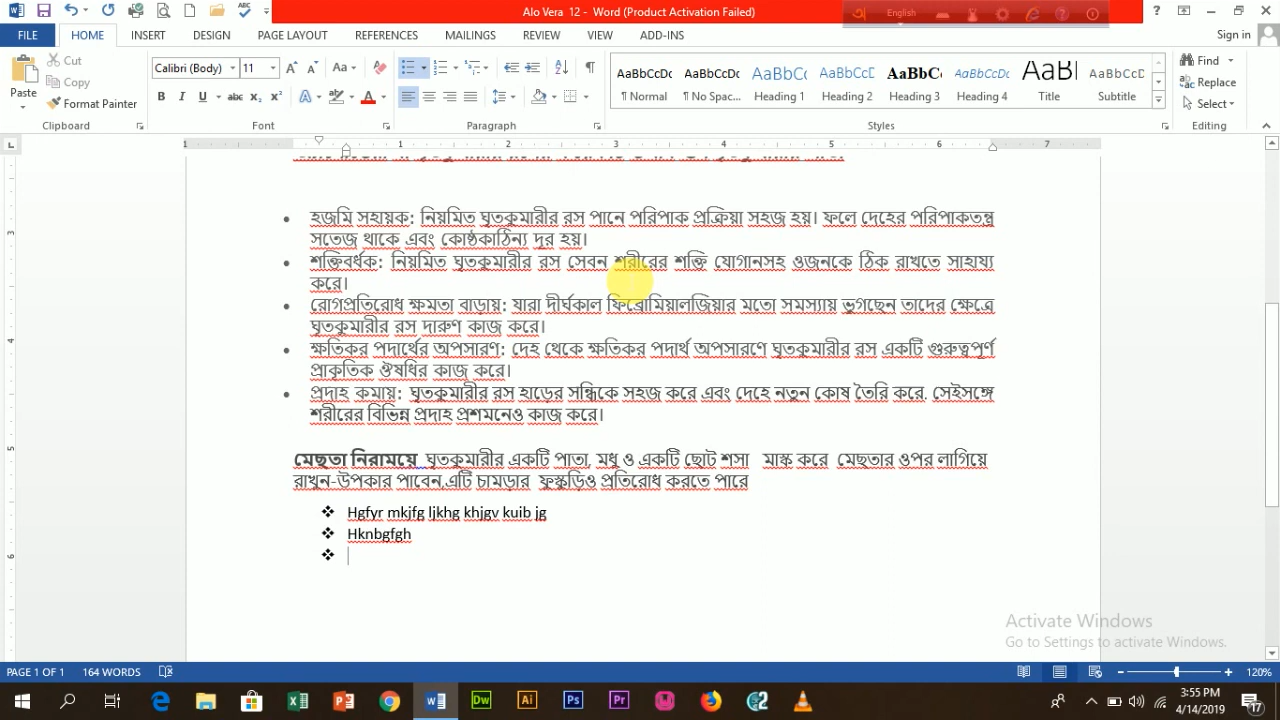 Alo Vera 12 - Word (Product Activation Failed)
English
FILE HOME INSERT DESIGN PAGE LAYOUT REFERENCES MAILINGS REVIEW VIEW ADD-INS Sign in
Cut
Copy
Format Painter
Paste
Calibri (Body) 11
AaBbCcDc AaBbCcDc AaBbCc AaBbCcD AaBbC AaBbCcD AaBl AaBbCcD
¶ Normal ¶ No Spac... Heading 1 Heading 2 Heading 3 Heading 4 Title Subtitle
Find
Replace
Select
Clipboard Font Paragraph Styles Editing
হজমি সহায়ক: নিয়মিত ঘৃতকুমারীর রস পানে পরিপাক প্রক্রিয়া সহজ হয়। ফলে দেহের পরিপাকতন্ত্র
সতেজ থাকে এবং কোষ্ঠকাঠিন্য দূর হয়।
শক্তিবর্ধক: নিয়মিত ঘৃতকুমারীর রস সেবন শরীরের শক্তি যোগানসহ ওজনকে ঠিক রাখতে সাহায্য
করে।
রোগপ্রতিরোধ ক্ষমতা বাড়ায়: যারা দীর্ঘকাল ফিব্রোমিয়ালজিয়ার মতো সমস্যায় ভুগছেন তাদের ক্ষেত্রে
ঘৃতকুমারীর রস দারুণ কাজ করে।
ক্ষতিকর পদার্থের অপসারণ: দেহ থেকে ক্ষতিকর পদার্থ অপসারণে ঘৃতকুমারীর রস একটি গুরুত্বপূর্ণ
প্রাকৃতিক ঔষধির কাজ করে।
প্রদাহ কমায়: ঘৃতকুমারীর রস হাড়ের সন্ধিকে সহজ করে এবং দেহে নতুন কোষ তৈরি করে. সেইসঙ্গে
শরীরের বিভিন্ন প্রদাহ প্রশমনেও কাজ করে।
মেছতা নিরাময়ে ঘৃতকুমারীর একটি পাতা, মধু ও একটি ছোট শসা মাস্ক করে মেছতার ওপর লাগিয়ে
রাখুন-উপকার পাবেন,এটি চামড়ার ফুস্কুড়িও প্রতিরোধ করতে পারে
Hgfyr mkjfg ljkhg khjgv kuib jg
Hknbgfgh
Activate Windows
Go to Settings to activate Windows.
PAGE 1 OF 1 164 WORDS 120%
3:55 PM
4/14/2019